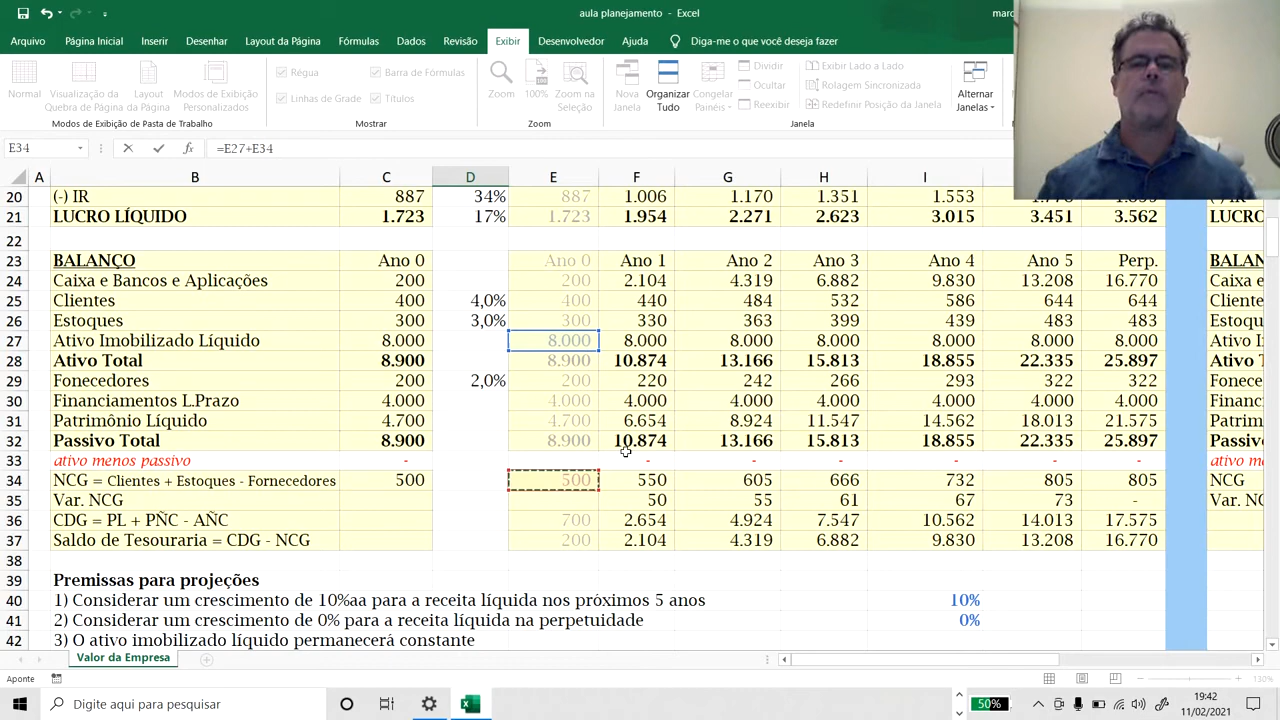 aula planejamento - Excel
marc
Arquivo Página Inicial Inserir Desenhar Layout da Página Fórmulas Dados Revisão Exibir Desenvolvedor Ajuda Diga-me o que você deseja fazer
Normal Visualização da Quebra de Página Layout da Página Modos de Exibição Personalizados
Régua Barra de Fórmulas
Linhas de Grade Títulos
Zoom 100% Zoom na Seleção
Nova Janela Organizar Tudo Congelar Painéis
Dividir
Ocultar
Reexibir
Exibir Lado a Lado
Rolagem Sincronizada
Redefinir Posição da Janela
Alternar Janelas
Modos de Exibição de Pasta de Trabalho Mostrar Zoom Janela
E34 fx =E27+E34
A B C D E F G H I
20 (-) IR 887 34% 887 1.006 1.170 1.351 1.553
21 LUCRO LÍQUIDO 1.723 17% 1.723 1.954 2.271 2.623 3.015 3.451 3.562 LUCRO
22
23 BALANÇO Ano 0 Ano 0 Ano 1 Ano 2 Ano 3 Ano 4 Ano 5 Perp. BALAN
24 Caixa e Bancos e Aplicações 200 200 2.104 4.319 6.882 9.830 13.208 16.770 Caixa e
25 Clientes 400 4,0% 400 440 484 532 586 644 644 Cliente
26 Estoques 300 3,0% 300 330 363 399 439 483 483 Estoqu
27 Ativo Imobilizado Líquido 8.000 8.000 8.000 8.000 8.000 8.000 8.000 8.000 Ativo I
28 Ativo Total 8.900 8.900 10.874 13.166 15.813 18.855 22.335 25.897 Ativo T
29 Fonecedores 200 2,0% 200 220 242 266 293 322 322 Fonece
30 Financiamentos L.Prazo 4.000 4.000 4.000 4.000 4.000 4.000 4.000 4.000 Financi
31 Patrimônio Líquido 4.700 4.700 6.654 8.924 11.547 14.562 18.013 21.575 Patrim
32 Passivo Total 8.900 8.900 10.874 13.166 15.813 18.855 22.335 25.897 Passiv
33 ativo menos passivo - - - - - - - ativo m
34 NCG = Clientes + Estoques - Fornecedores 500 500 550 605 666 732 805 805 NCG
35 Var. NCG 50 55 61 67 73 - Var. NC
36 CDG = PL + PÑC - AÑC 700 2.654 4.924 7.547 10.562 14.013 17.575
37 Saldo de Tesouraria = CDG - NCG 200 2.104 4.319 6.882 9.830 13.208 16.770
38
39 Premissas para projeções
40 1) Considerar um crescimento de 10%aa para a receita líquida nos próximos 5 anos 10%
41 2) Considerar um crescimento de 0% para a receita líquida na perpetuidade 0%
42 3) O ativo imobilizado líquido permanecerá constante
Valor da Empresa
Aponte 130%
Digite aqui para pesquisar
50%
19:42
11/02/2021